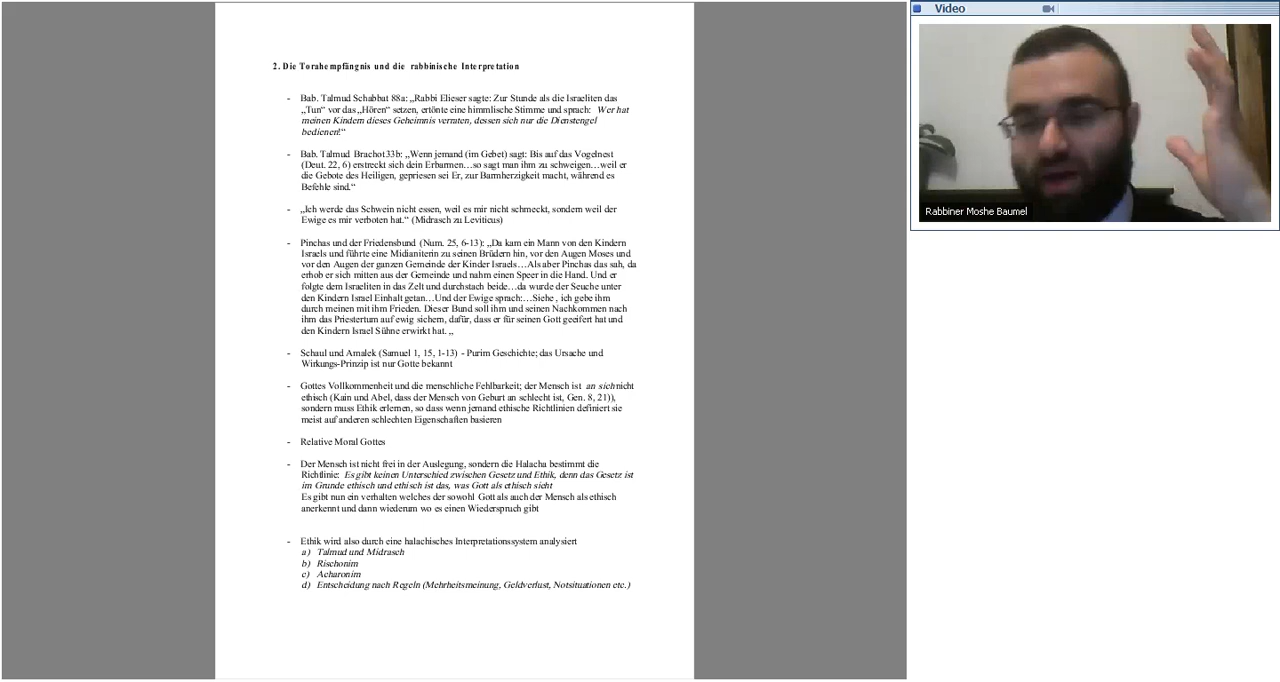 2. Die Torahempfängnis und die rabbinische Interpretation
- Bab. Talmud Schabbat 88a: „Rabbi Elieser sagte: Zur Stunde als die Israeliten das
„Tun“ vor das „Hören“ setzen, ertönte eine himmlische Stimme und sprach: Wer hat
meinen Kindern dieses Geheimnis verraten, dessen sich nur die Dienstengel
bedienen!“
- Bab. Talmud Brachot33b: „Wenn jemand (im Gebet) sagt: Bis auf das Vogelnest
(Deut. 22, 6) erstreckt sich dein Erbarmen…so sagt man ihm zu schweigen…weil er
die Gebote des Heiligen, gepriesen sei Er, zur Barmherzigkeit macht, während es
Befehle sind.“
- „Ich werde das Schwein nicht essen, weil es mir nicht schmeckt, sondern weil der
Ewige es mir verboten hat.“ (Midrasch zu Leviticus)
- Pinchas und der Friedensbund (Num. 25, 6-13): „Da kam ein Mann von den Kindern
Israels und führte eine Midianiterin zu seinen Brüdern hin, vor den Augen Moses und
vor den Augen der ganzen Gemeinde der Kinder Israels…Als aber Pinchas das sah, da
erhob er sich mitten aus der Gemeinde und nahm einen Speer in die Hand. Und er
folgte dem Israeliten in das Zelt und durchstach beide…da wurde der Seuche unter
den Kindern Israel Einhalt getan…Und der Ewige sprach:…Siehe , ich gebe ihm
durch meinen mit ihm Frieden. Dieser Bund soll ihm und seinen Nachkommen nach
ihm das Priestertum auf ewig sichern, dafür, dass er für seinen Gott geeifert hat und
den Kindern Israel Sühne erwirkt hat. „
- Schaul und Amalek (Samuel 1, 15, 1-13) - Purim Geschichte; das Ursache und
Wirkungs-Prinzip ist nur Gotte bekannt
- Gottes Vollkommenheit und die menschliche Fehlbarkeit; der Mensch ist an sich nicht
ethisch (Kain und Abel, dass der Mensch von Geburt an schlecht ist, Gen. 8, 21)),
sondern muss Ethik erlernen, so dass wenn jemand ethische Richtlinien definiert sie
meist auf anderen schlechten Eigenschaften basieren
- Relative Moral Gottes
- Der Mensch ist nicht frei in der Auslegung, sondern die Halacha bestimmt die
Richtlinie: Es gibt keinen Unterschied zwischen Gesetz und Ethik, denn das Gesetz ist
im Grunde ethisch und ethisch ist das, was Gott als ethisch sieht
Es gibt nun ein verhalten welches der sowohl Gott als auch der Mensch als ethisch
anerkennt und dann wiederum wo es einen Wiederspruch gibt
- Ethik wird also durch eine halachisches Interpretationssystem analysiert
a) Talmud und Midrasch
b) Rischonim
c) Acharonim
d) Entscheidung nach Regeln (Mehrheitsmeinung, Geldverlust, Notsituationen etc.)
Video
Rabbiner Moshe Baumel